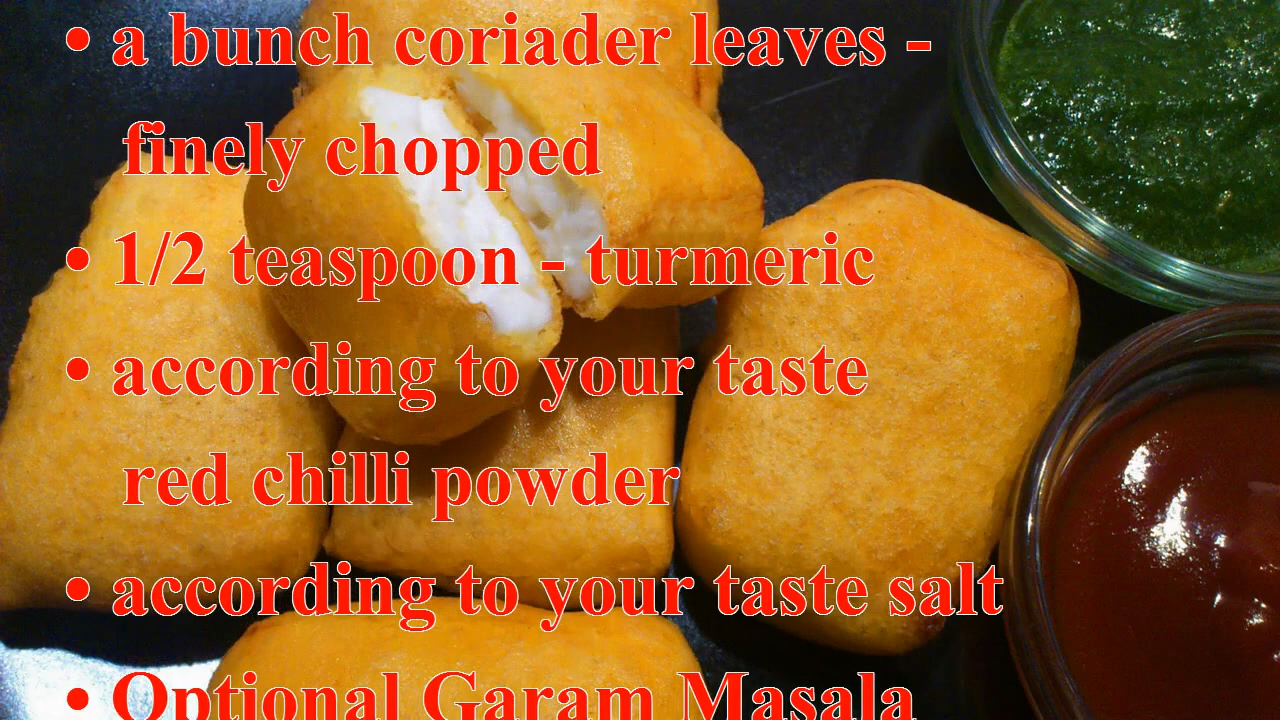 • a bunch coriader leaves -
finely chopped
• 1/2 teaspoon - turmeric
• according to your taste
red chilli powder
• according to your taste salt
• Optional Garam Masala